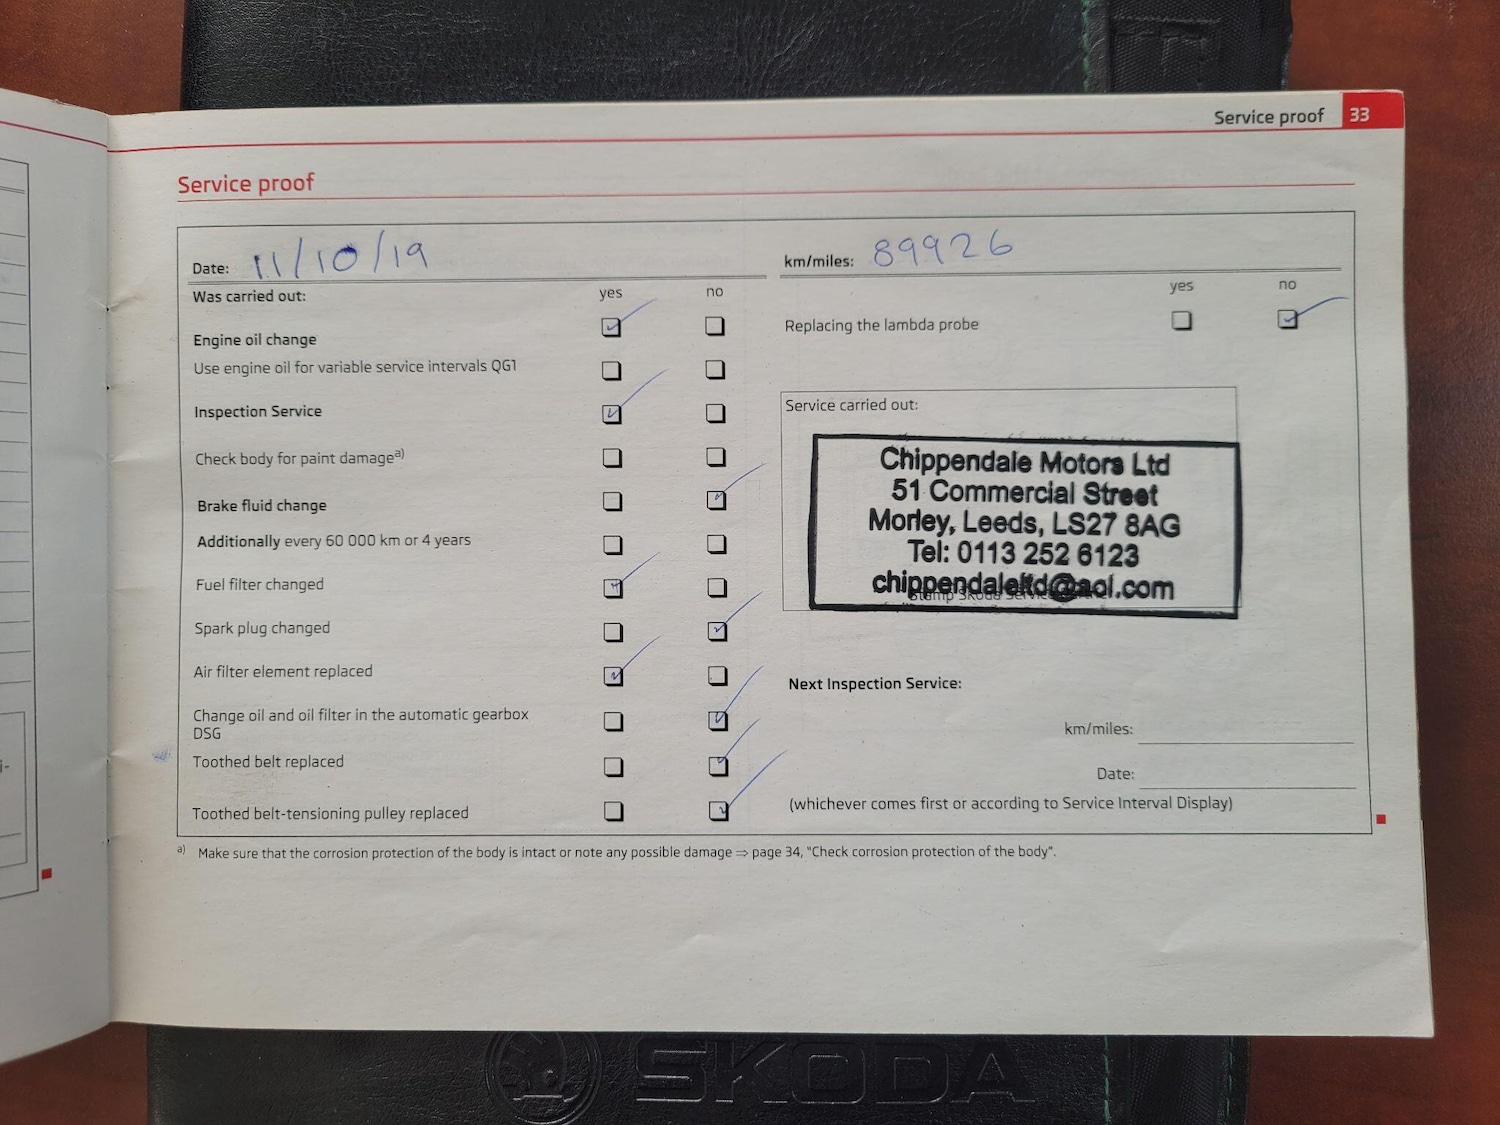 Service proof 33
Service proof
Date: 11/10/19
km/miles: 89926
Was carried out: yes no
Engine oil change
Use engine oil for variable service intervals QG1
Inspection Service
Check body for paint damage a)
Brake fluid change
Additionally every 60 000 km or 4 years
Fuel filter changed
Spark plug changed
Air filter element replaced
Change oil and oil filter in the automatic gearbox
DSG
Toothed belt replaced
Toothed belt-tensioning pulley replaced
yes no
Replacing the lambda probe
Service carried out:
Chippendale Motors Ltd
51 Commercial Street
Morley, Leeds, LS27 8AG
Tel: 0113 252 6123
chippendaleltd@aol.com
Stamp Škoda Service
Next Inspection Service:
km/miles:
Date:
(whichever comes first or according to Service Interval Display)
a) Make sure that the corrosion protection of the body is intact or note any possible damage ⇒ page 34, "Check corrosion protection of the body".
i-
SKODA